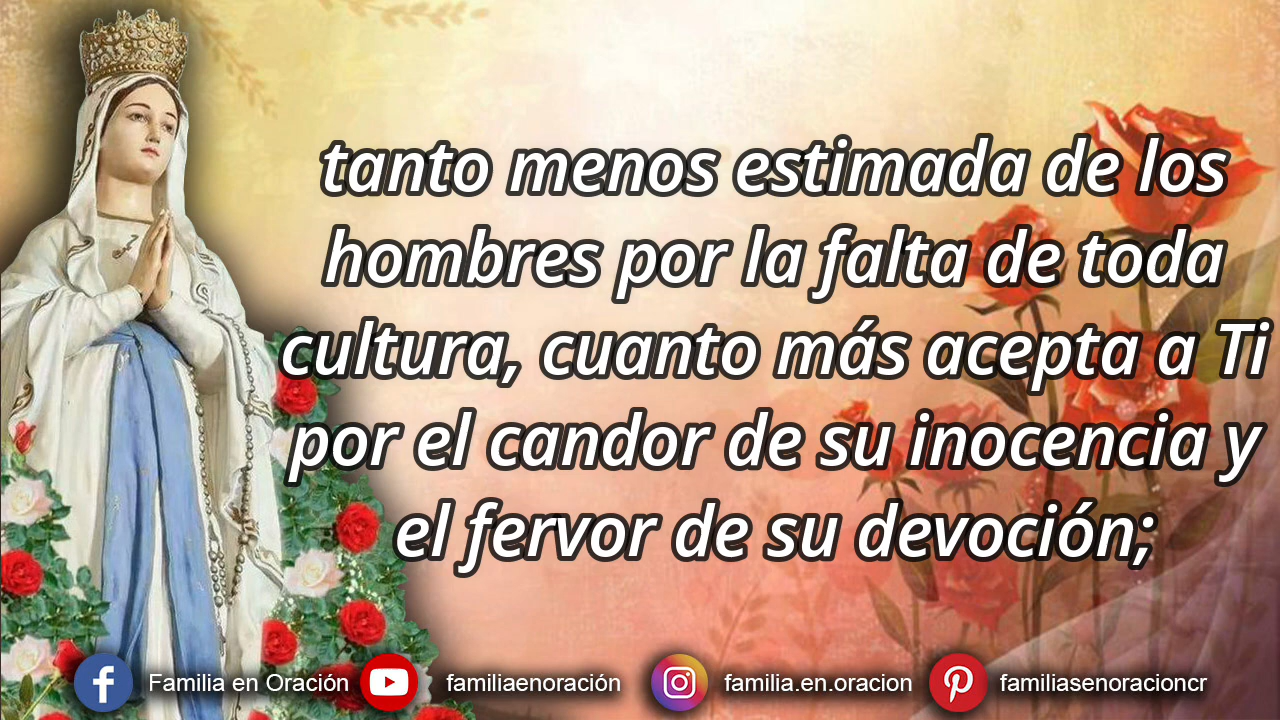 tanto menos estimada de los
hombres por la falta de toda
cultura, cuanto más acepta a Ti
por el candor de su inocencia y
el fervor de su devoción;
Familia en Oración familiaenoración familia.en.oracion familiasenoracioncr